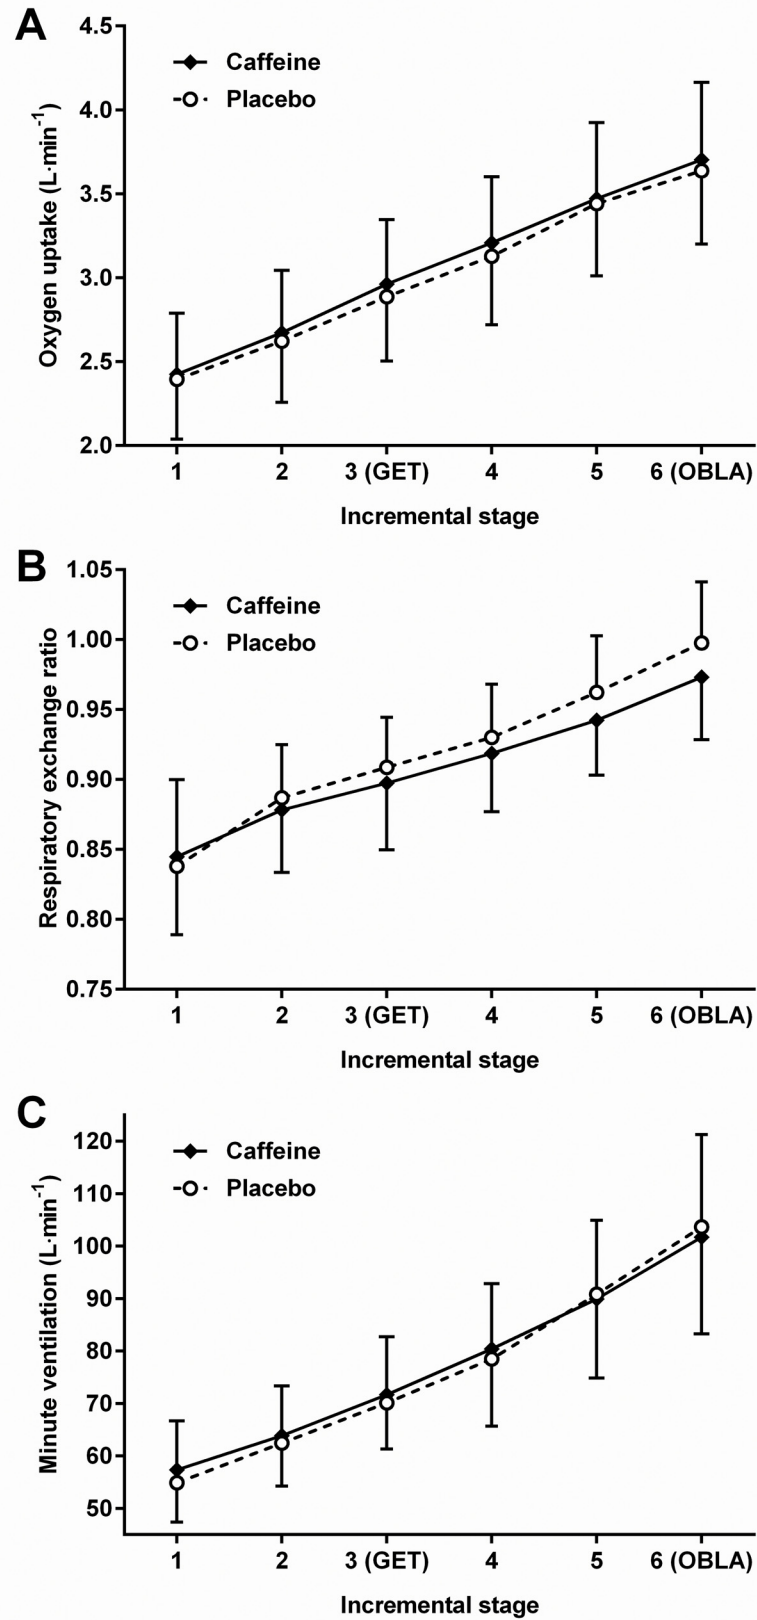 A
4.5
4.0
3.5
3.0
2.5
2.0
Oxygen uptake (L·min⁻¹)
Caffeine
Placebo
1 2 3 (GET) 4 5 6 (OBLA)
Incremental stage
B
1.05
1.00
0.95
0.90
0.85
0.80
0.75
Respiratory exchange ratio
Caffeine
Placebo
1 2 3 (GET) 4 5 6 (OBLA)
Incremental stage
C
120
110
100
90
80
70
60
50
Minute ventilation (L·min⁻¹)
Caffeine
Placebo
1 2 3 (GET) 4 5 6 (OBLA)
Incremental stage